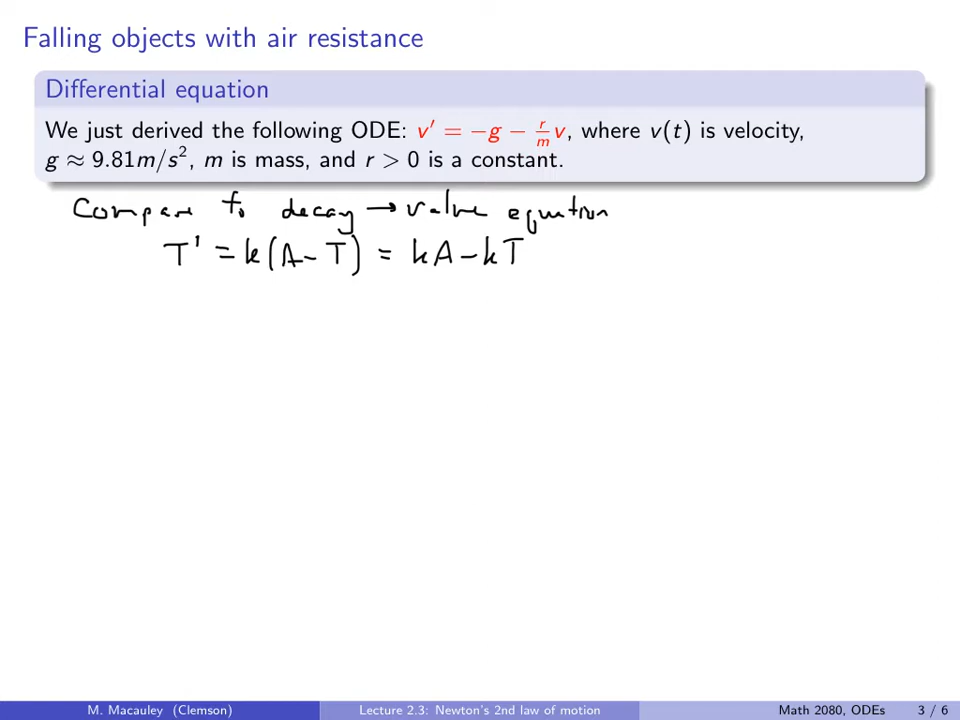 Falling objects with air resistance
Differential equation
We just derived the following ODE: v′ = −g − r/m v, where v(t) is velocity,
g ≈ 9.81m/s², m is mass, and r > 0 is a constant.
Compare to decay → value equation
T' = k(A − T) = kA − kT
M. Macauley (Clemson) Lecture 2.3: Newton's 2nd law of motion Math 2080, ODEs 3 / 6